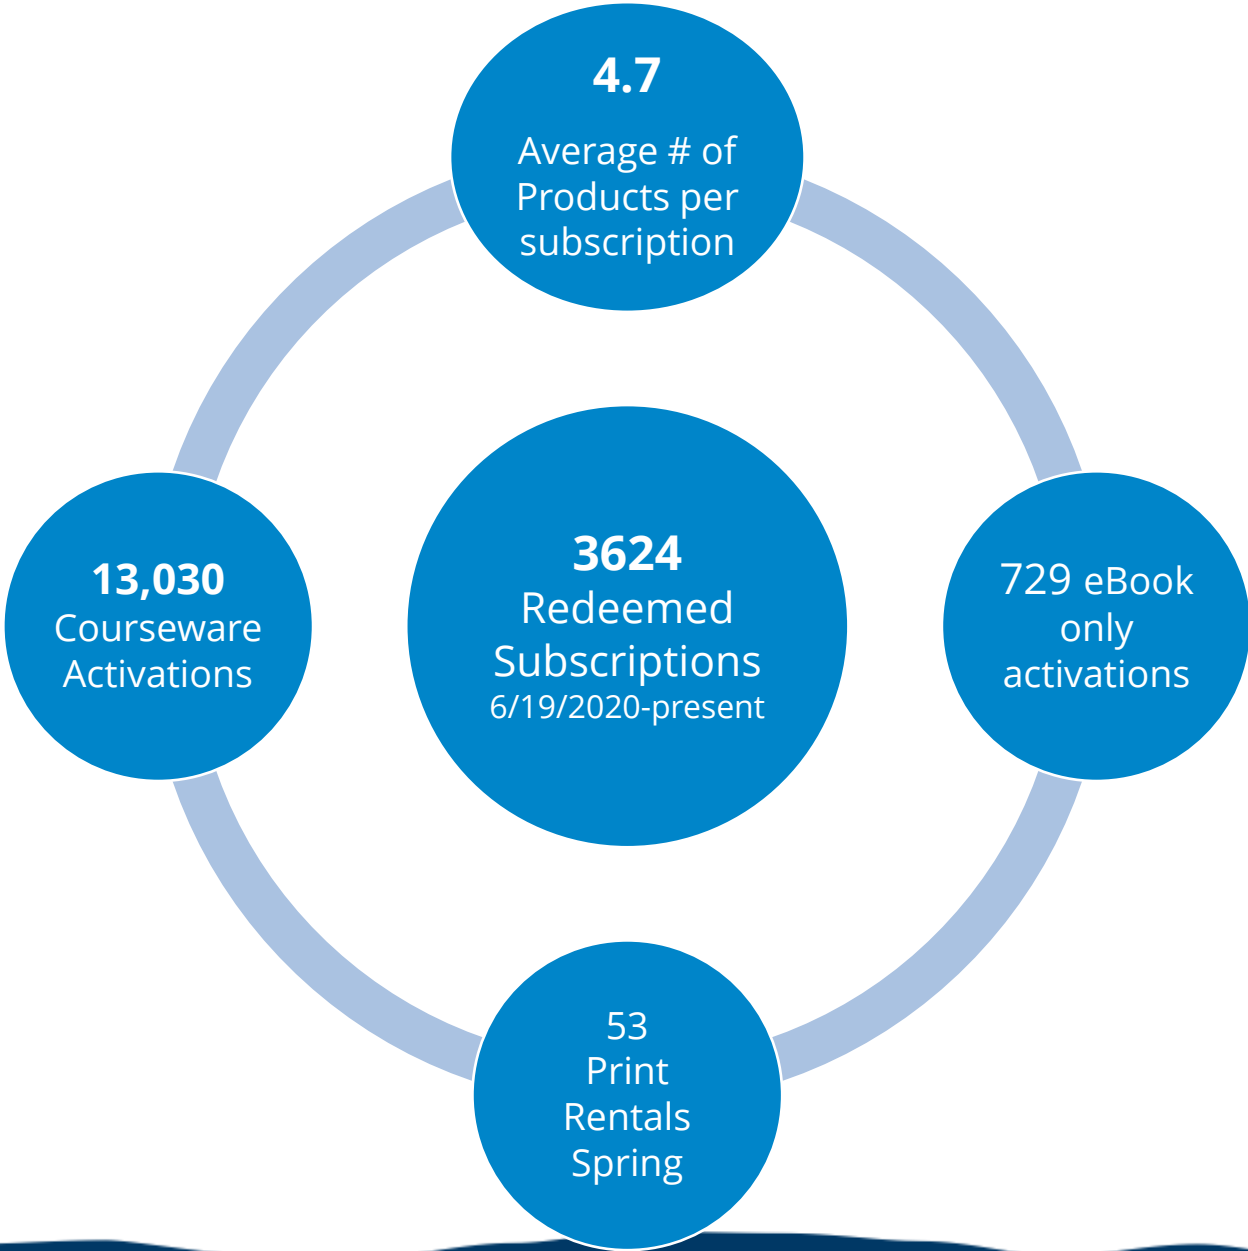 4.7
Average # of
Products per
subscription
13,030
Courseware
Activations
3624
Redeemed
Subscriptions
6/19/2020-present
729 eBook
only
activations
53
Print
Rentals
Spring